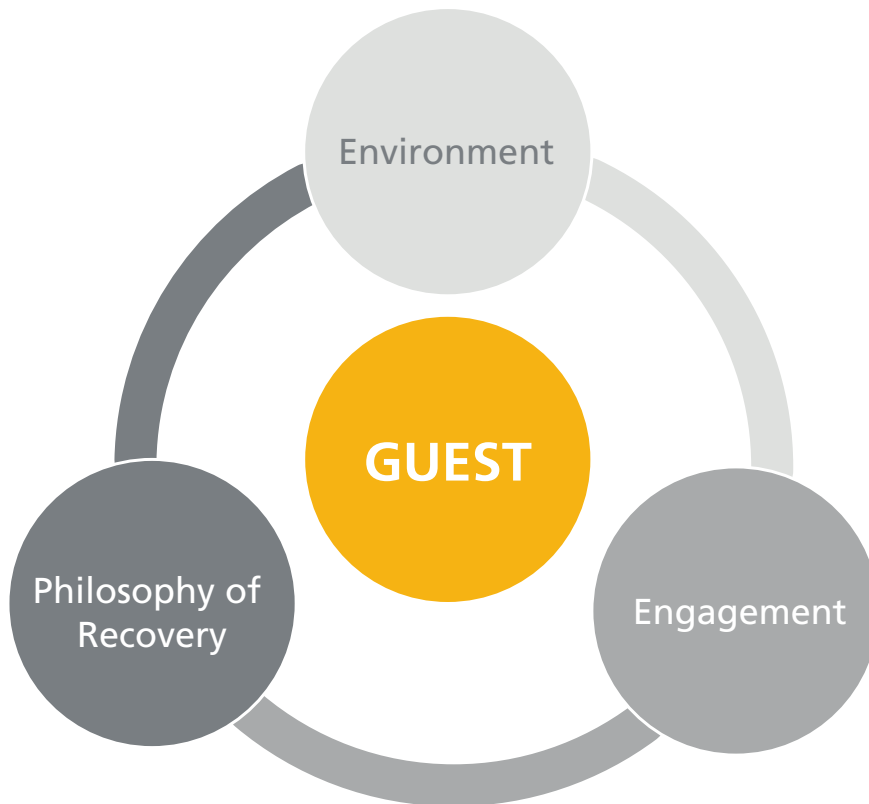 Environment
GUEST
Philosophy of
Recovery
Engagement